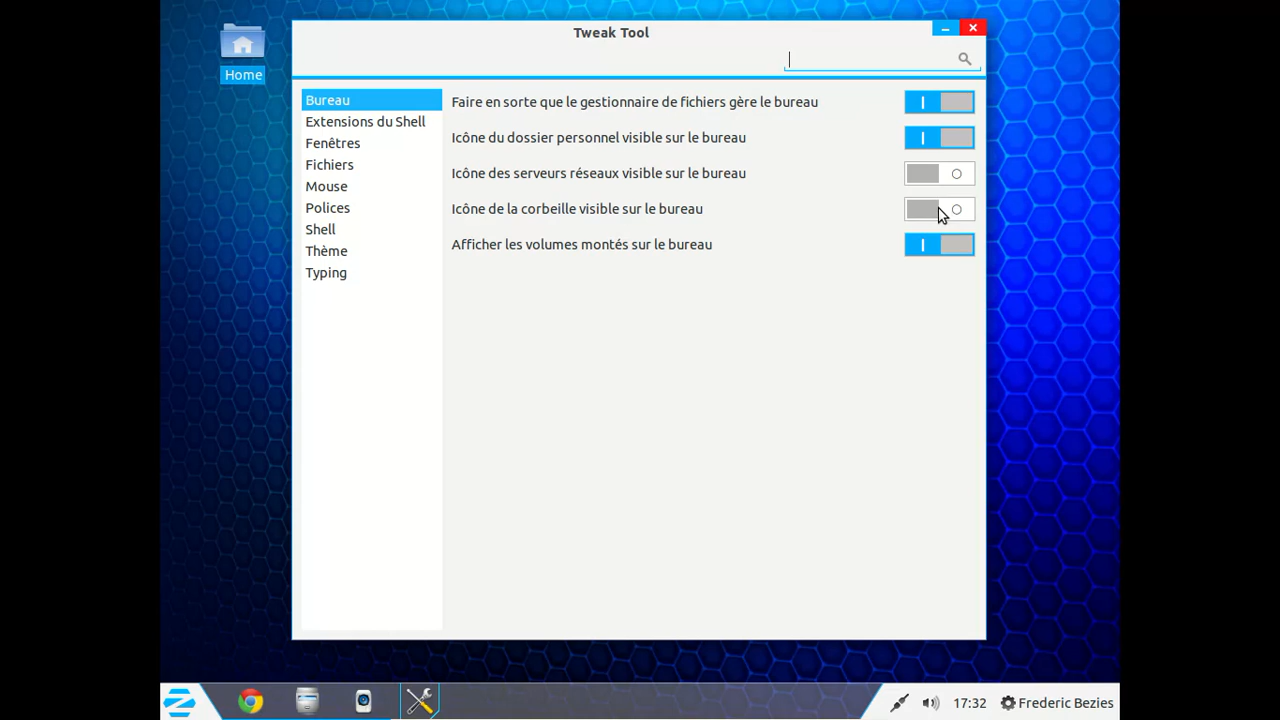 Tweak Tool
Home
Bureau
Extensions du Shell
Fenêtres
Fichiers
Mouse
Polices
Shell
Thème
Typing
Faire en sorte que le gestionnaire de fichiers gère le bureau
Icône du dossier personnel visible sur le bureau
Icône des serveurs réseaux visible sur le bureau
Icône de la corbeille visible sur le bureau
Afficher les volumes montés sur le bureau
17:32
Frederic Bezies